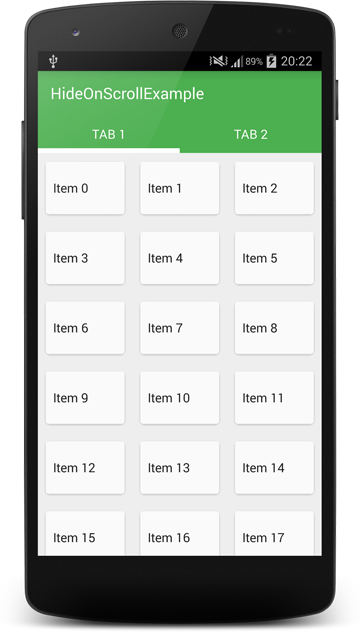 89% 20:22
HideOnScrollExample
TAB 1 TAB 2
Item 0 Item 1 Item 2
Item 3 Item 4 Item 5
Item 6 Item 7 Item 8
Item 9 Item 10 Item 11
Item 12 Item 13 Item 14
Item 15 Item 16 Item 17